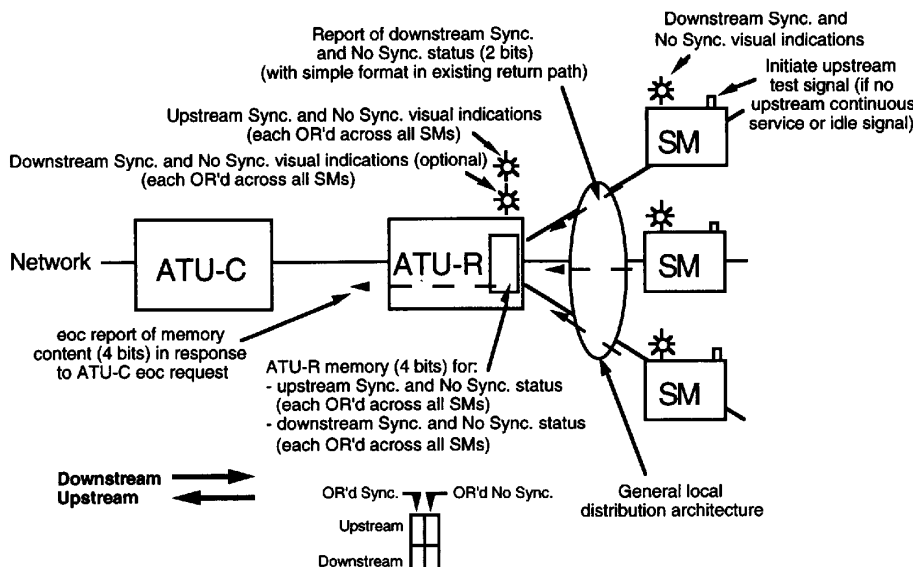 Report of downstream Sync.
and No Sync. status (2 bits)
(with simple format in existing return path)
Downstream Sync. and
No Sync. visual indications
Initiate upstream
test signal (if no
upstream continuous
service or idle signal)
Upstream Sync. and No Sync. visual indications
(each OR'd across all SMs)
Downstream Sync. and No Sync. visual indications (optional)
(each OR'd across all SMs)
SM
Network
ATU-C
ATU-R
SM
eoc report of memory
content (4 bits) in response
to ATU-C eoc request
ATU-R memory (4 bits) for:
- upstream Sync. and No Sync. status
(each OR'd across all SMs)
- downstream Sync. and No Sync. status
(each OR'd across all SMs)
SM
Downstream
Upstream
General local
distribution architecture
OR'd Sync.
OR'd No Sync.
Upstream
Downstream